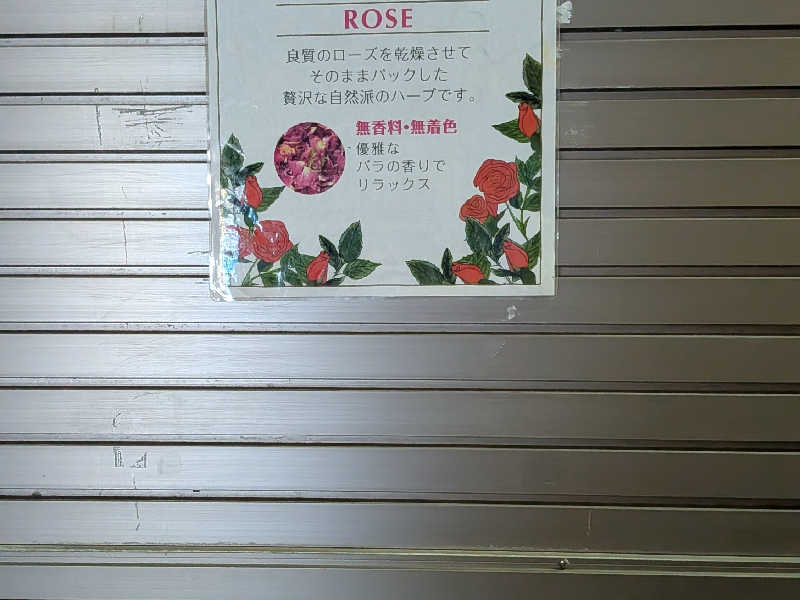 ROSE
良質のローズを乾燥させて
そのままパックした
贅沢な自然派のハーブです。
無香料・無着色
優雅な
バラの香りで
リラックス